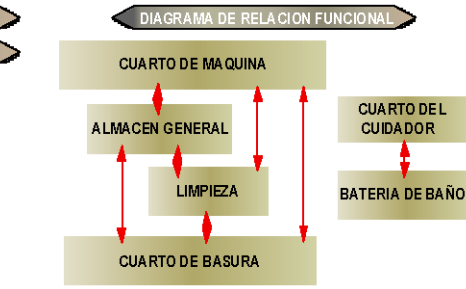 DIAGRAMA DE RELACION FUNCIONAL
CUARTO DE MAQUINA
ALMACEN GENERAL
LIMPIEZA
CUARTO DE BASURA
CUARTO DEL
CUIDADOR
BATERIA DE BAÑO